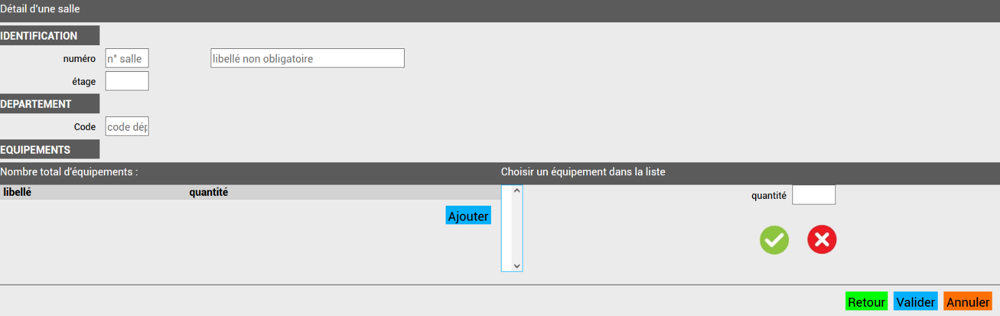 Détail d'une salle
IDENTIFICATION
numéro n° salle libellé non obligatoire
étage
DEPARTEMENT
Code code dép
EQUIPEMENTS
Nombre total d'équipements : Choisir un équipement dans la liste
libellé quantité
quantité
Ajouter
Retour Valider Annuler